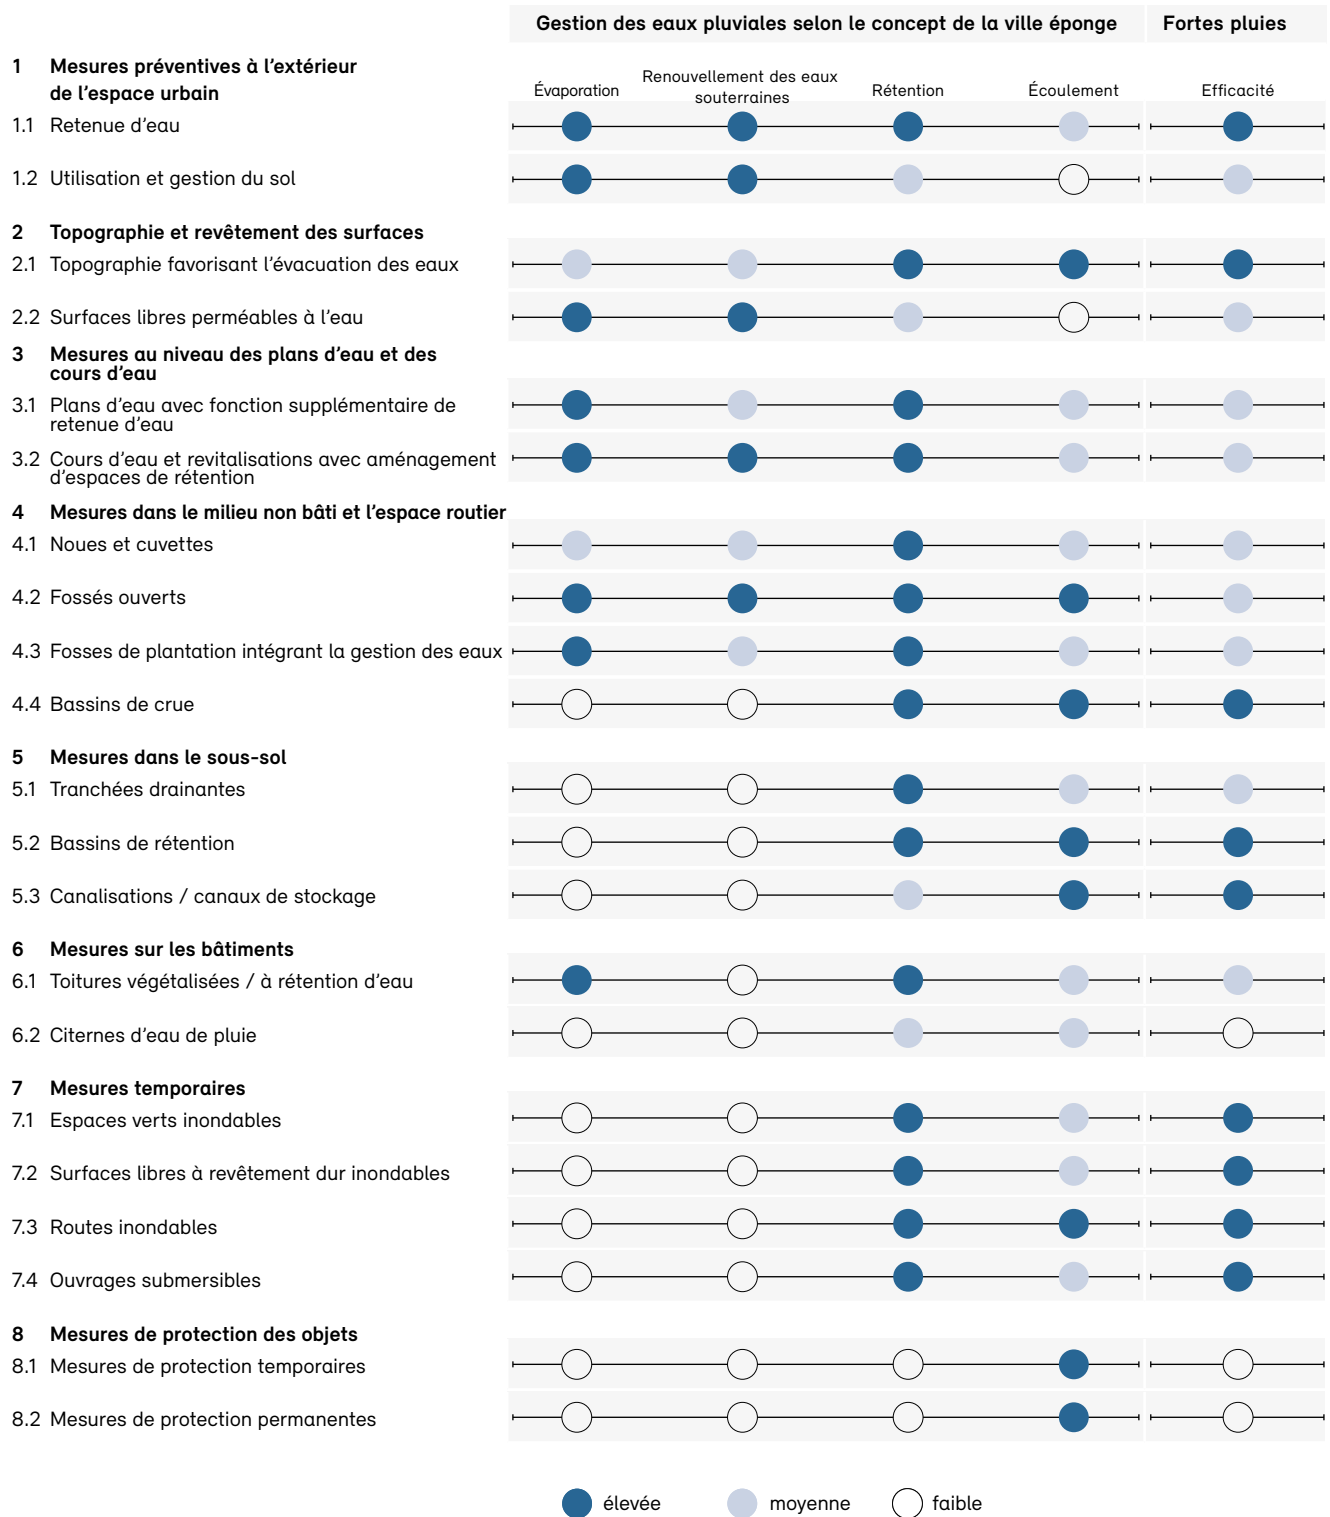 Gestion des eaux pluviales selon le concept de la ville éponge
Fortes pluies
1 Mesures préventives à l’extérieur
de l’espace urbain
Évaporation
Renouvellement des eaux
souterraines
Rétention
Écoulement
Efficacité
1.1 Retenue d’eau
1.2 Utilisation et gestion du sol
2 Topographie et revêtement des surfaces
2.1 Topographie favorisant l’évacuation des eaux
2.2 Surfaces libres perméables à l’eau
3 Mesures au niveau des plans d’eau et des
cours d’eau
3.1 Plans d’eau avec fonction supplémentaire de
retenue d’eau
3.2 Cours d’eau et revitalisations avec aménagement
d’espaces de rétention
4 Mesures dans le milieu non bâti et l’espace routier
4.1 Noues et cuvettes
4.2 Fossés ouverts
4.3 Fosses de plantation intégrant la gestion des eaux
4.4 Bassins de crue
5 Mesures dans le sous-sol
5.1 Tranchées drainantes
5.2 Bassins de rétention
5.3 Canalisations / canaux de stockage
6 Mesures sur les bâtiments
6.1 Toitures végétalisées / à rétention d’eau
6.2 Citernes d’eau de pluie
7 Mesures temporaires
7.1 Espaces verts inondables
7.2 Surfaces libres à revêtement dur inondables
7.3 Routes inondables
7.4 Ouvrages submersibles
8 Mesures de protection des objets
8.1 Mesures de protection temporaires
8.2 Mesures de protection permanentes
élevée
moyenne
faible